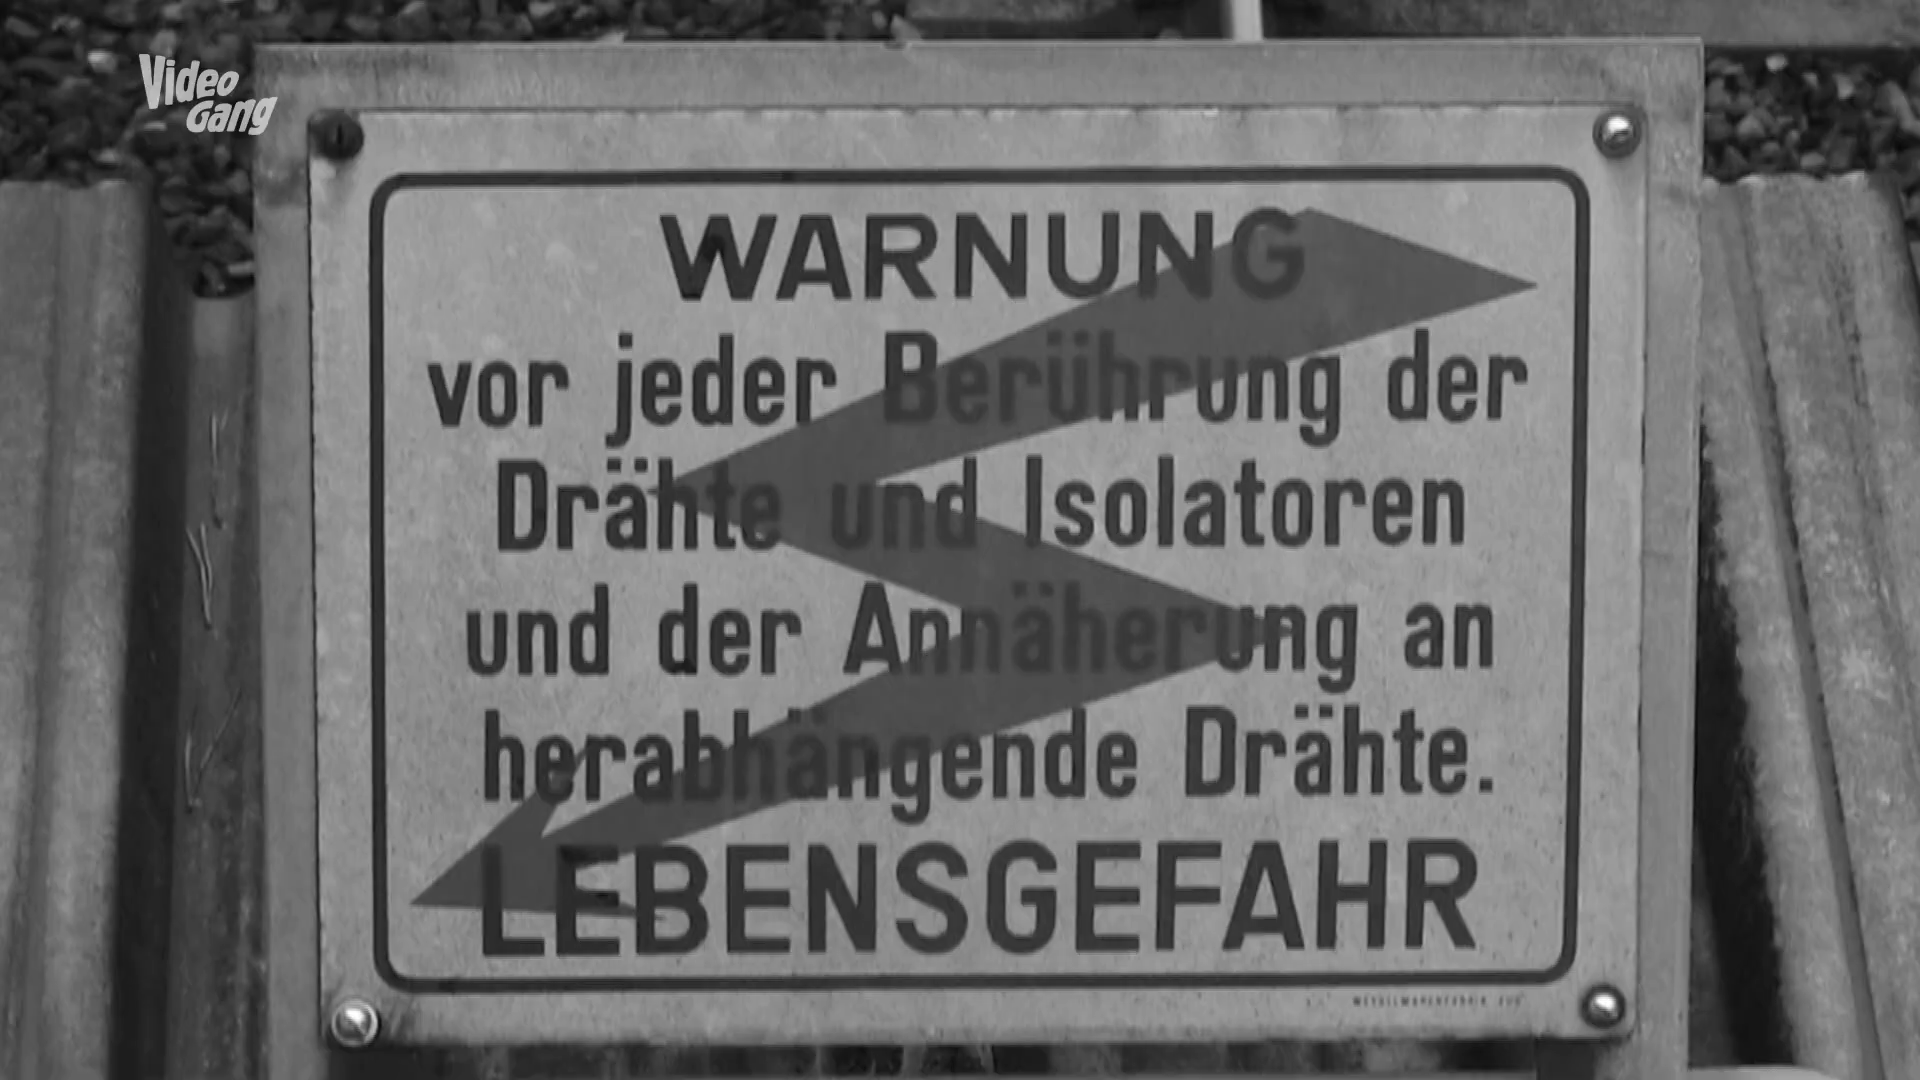 Video
Gang
WARNUNG
vor jeder Berührung der
Drähte und Isolatoren
und der Annäherung an
herabhängende Drähte.
LEBENSGEFAHR